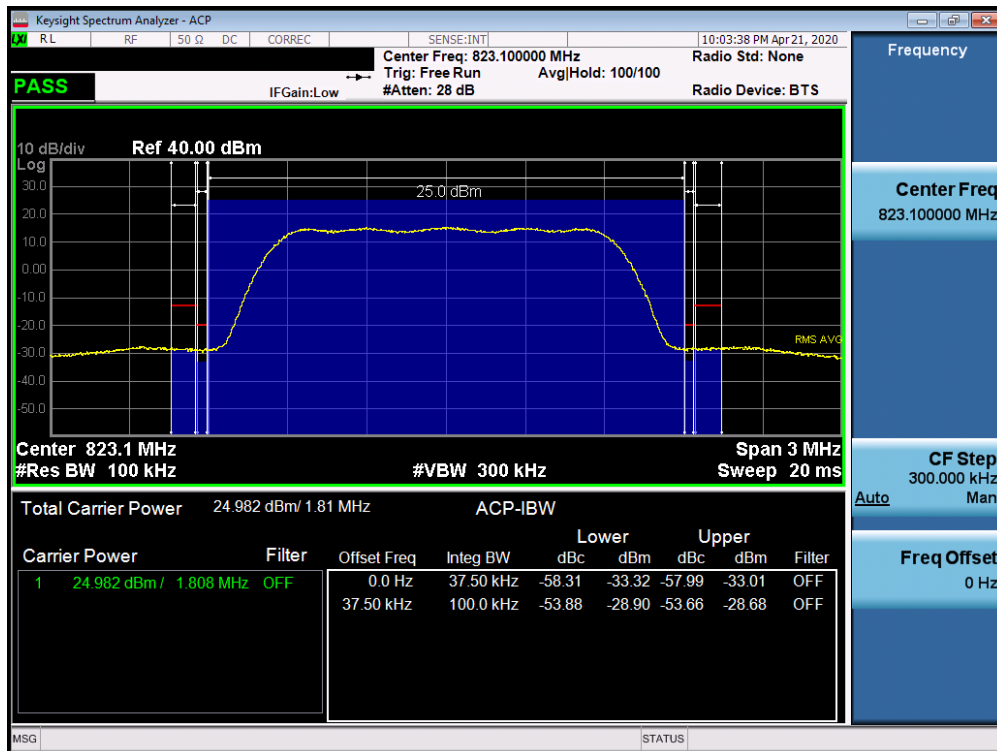 Keysight Spectrum Analyzer - ACP
LXI RL RF 50 Ω DC CORREC SENSE:INT 10:03:38 PM Apr 21, 2020
Center Freq: 823.100000 MHz Radio Std: None
Trig: Free Run Avg|Hold: 100/100
PASS IFGain:Low #Atten: 28 dB Radio Device: BTS
Frequency
10 dB/div Ref 40.00 dBm
Log
30.0
20.0
10.0
0.00
-10.0
-20.0
-30.0
-40.0
-50.0
25.0 dBm
RMS AVG
Center 823.1 MHz Span 3 MHz
#Res BW 100 kHz #VBW 300 kHz Sweep 20 ms
Total Carrier Power 24.982 dBm/ 1.81 MHz ACP-IBW
Lower Upper
Carrier Power Filter Offset Freq Integ BW dBc dBm dBc dBm Filter
1 24.982 dBm / 1.808 MHz OFF 0.0 Hz 37.50 kHz -58.31 -33.32 -57.99 -33.01 OFF
37.50 kHz 100.0 kHz -53.88 -28.90 -53.66 -28.68 OFF
Center Freq
823.100000 MHz
CF Step
300.000 kHz
Auto Man
Freq Offset
0 Hz
MSG STATUS